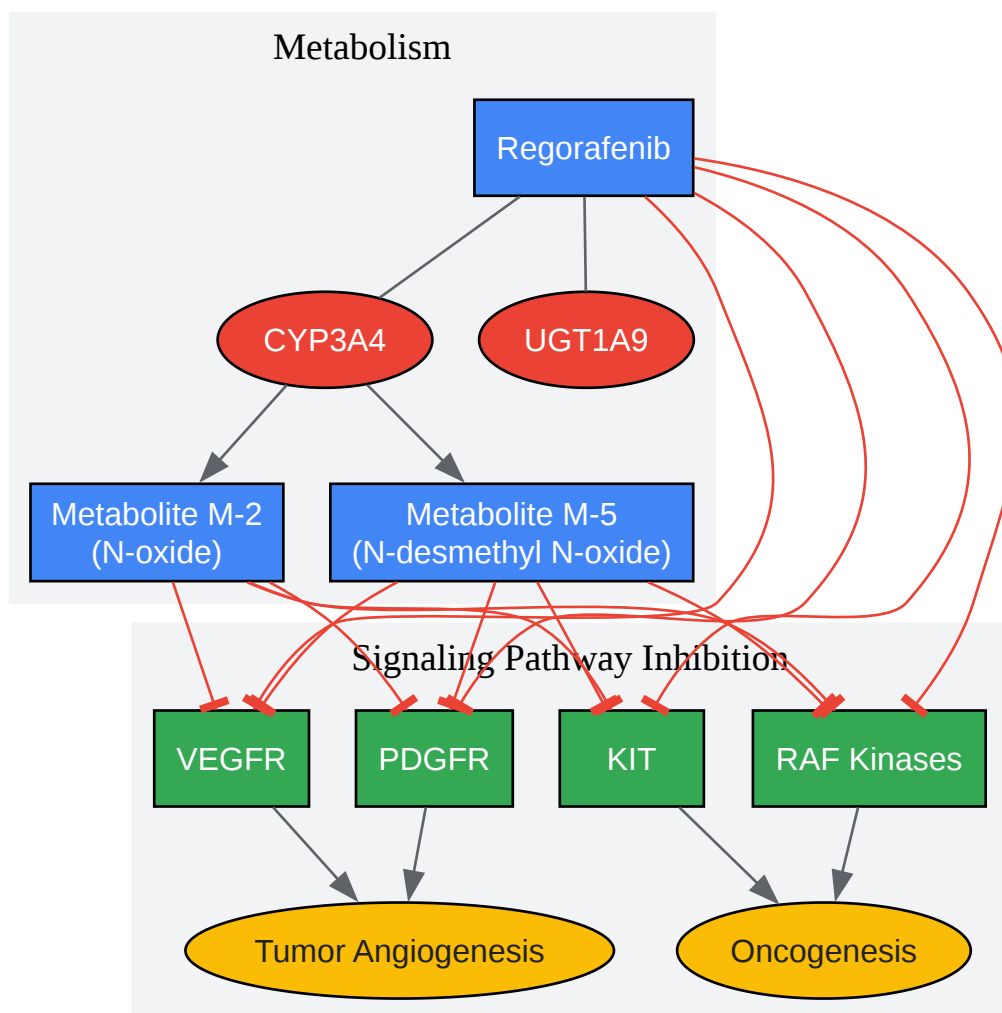 Metabolism
Regorafenib
CYP3A4
UGT1A9
Metabolite M-2
(N-oxide)
Metabolite M-5
(N-desmethyl N-oxide)
Signaling Pathway Inhibition
VEGFR
PDGFR
KIT
RAF Kinases
Tumor Angiogenesis
Oncogenesis